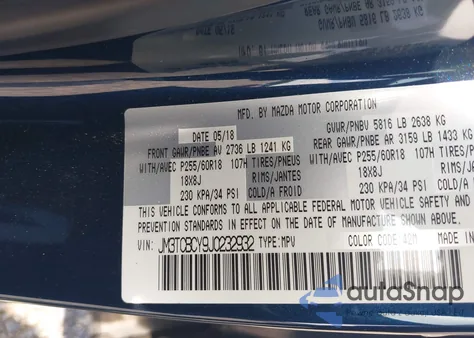 MFD. BY MAZDA MOTOR CORPORATION
DATE 05/18 GVWR/PNBV 5816 LB 2638 KG
FRONT GAWR/PNBE AV 2736 LB 1241 KG REAR GAWR/PNBE AR 3159 LB 1433 KG
WITH/AVEC P255/60R18 107H TIRES/PNEUS WITH/AVEC P255/60R18 107H TIRES/PNEUS
18X8J RIMS/JANTES 18X8J RIMS/JANTES
230 KPA/34 PSI COLD/A FROID 230 KPA/34 PSI COLD/A
THIS VEHICLE CONFORMS TO ALL APPLICABLE FEDERAL MOTOR VEHICLE SAFETY
PREVENTION STANDARDS IN EFFECT ON THE DATE OF MANUFACTURE SHOWN
VIN: JM3TCBCY9J0232932 TYPE:MPV COLOR CODE: 42M MADE IN
autoSnap